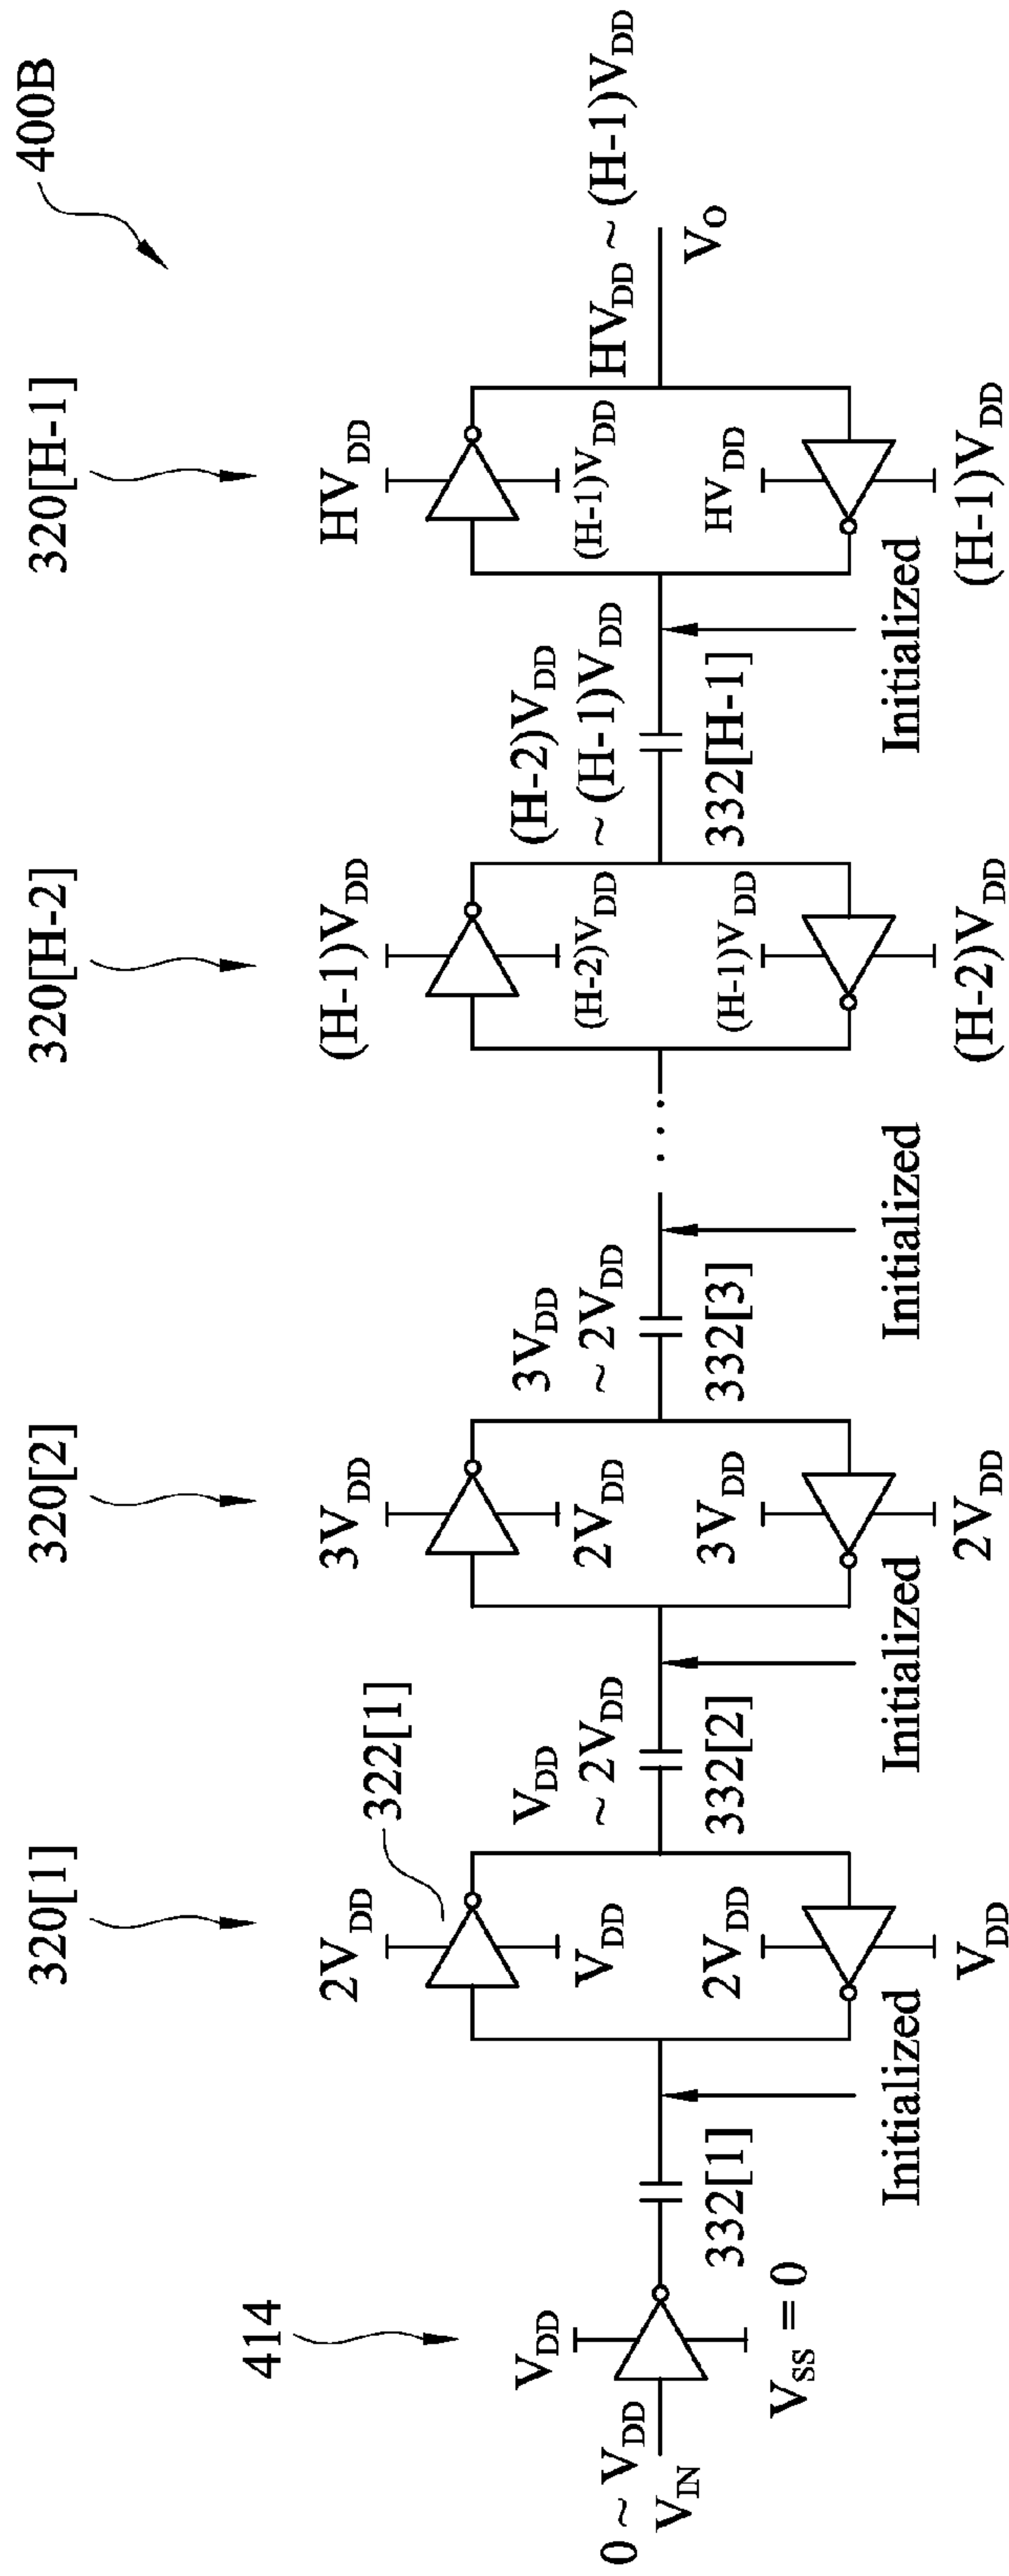 400B
320[1]
320[2]
320[H-2]
320[H-1]
414
V_DD
0 ~ V_DD
V_IN
V_SS = 0
332[1]
Initialized
2V_DD
322[1]
V_DD
2V_DD
V_DD
V_DD
~ 2V_DD
332[2]
Initialized
3V_DD
2V_DD
3V_DD
2V_DD
3V_DD
~ 2V_DD
332[3]
Initialized
. . .
(H-1)V_DD
(H-2)V_DD
(H-1)V_DD
(H-2)V_DD
(H-2)V_DD
~ (H-1)V_DD
332[H-1]
Initialized
HV_DD
(H-1)V_DD
HV_DD
(H-1)V_DD
HV_DD ~ (H-1)V_DD
V_O